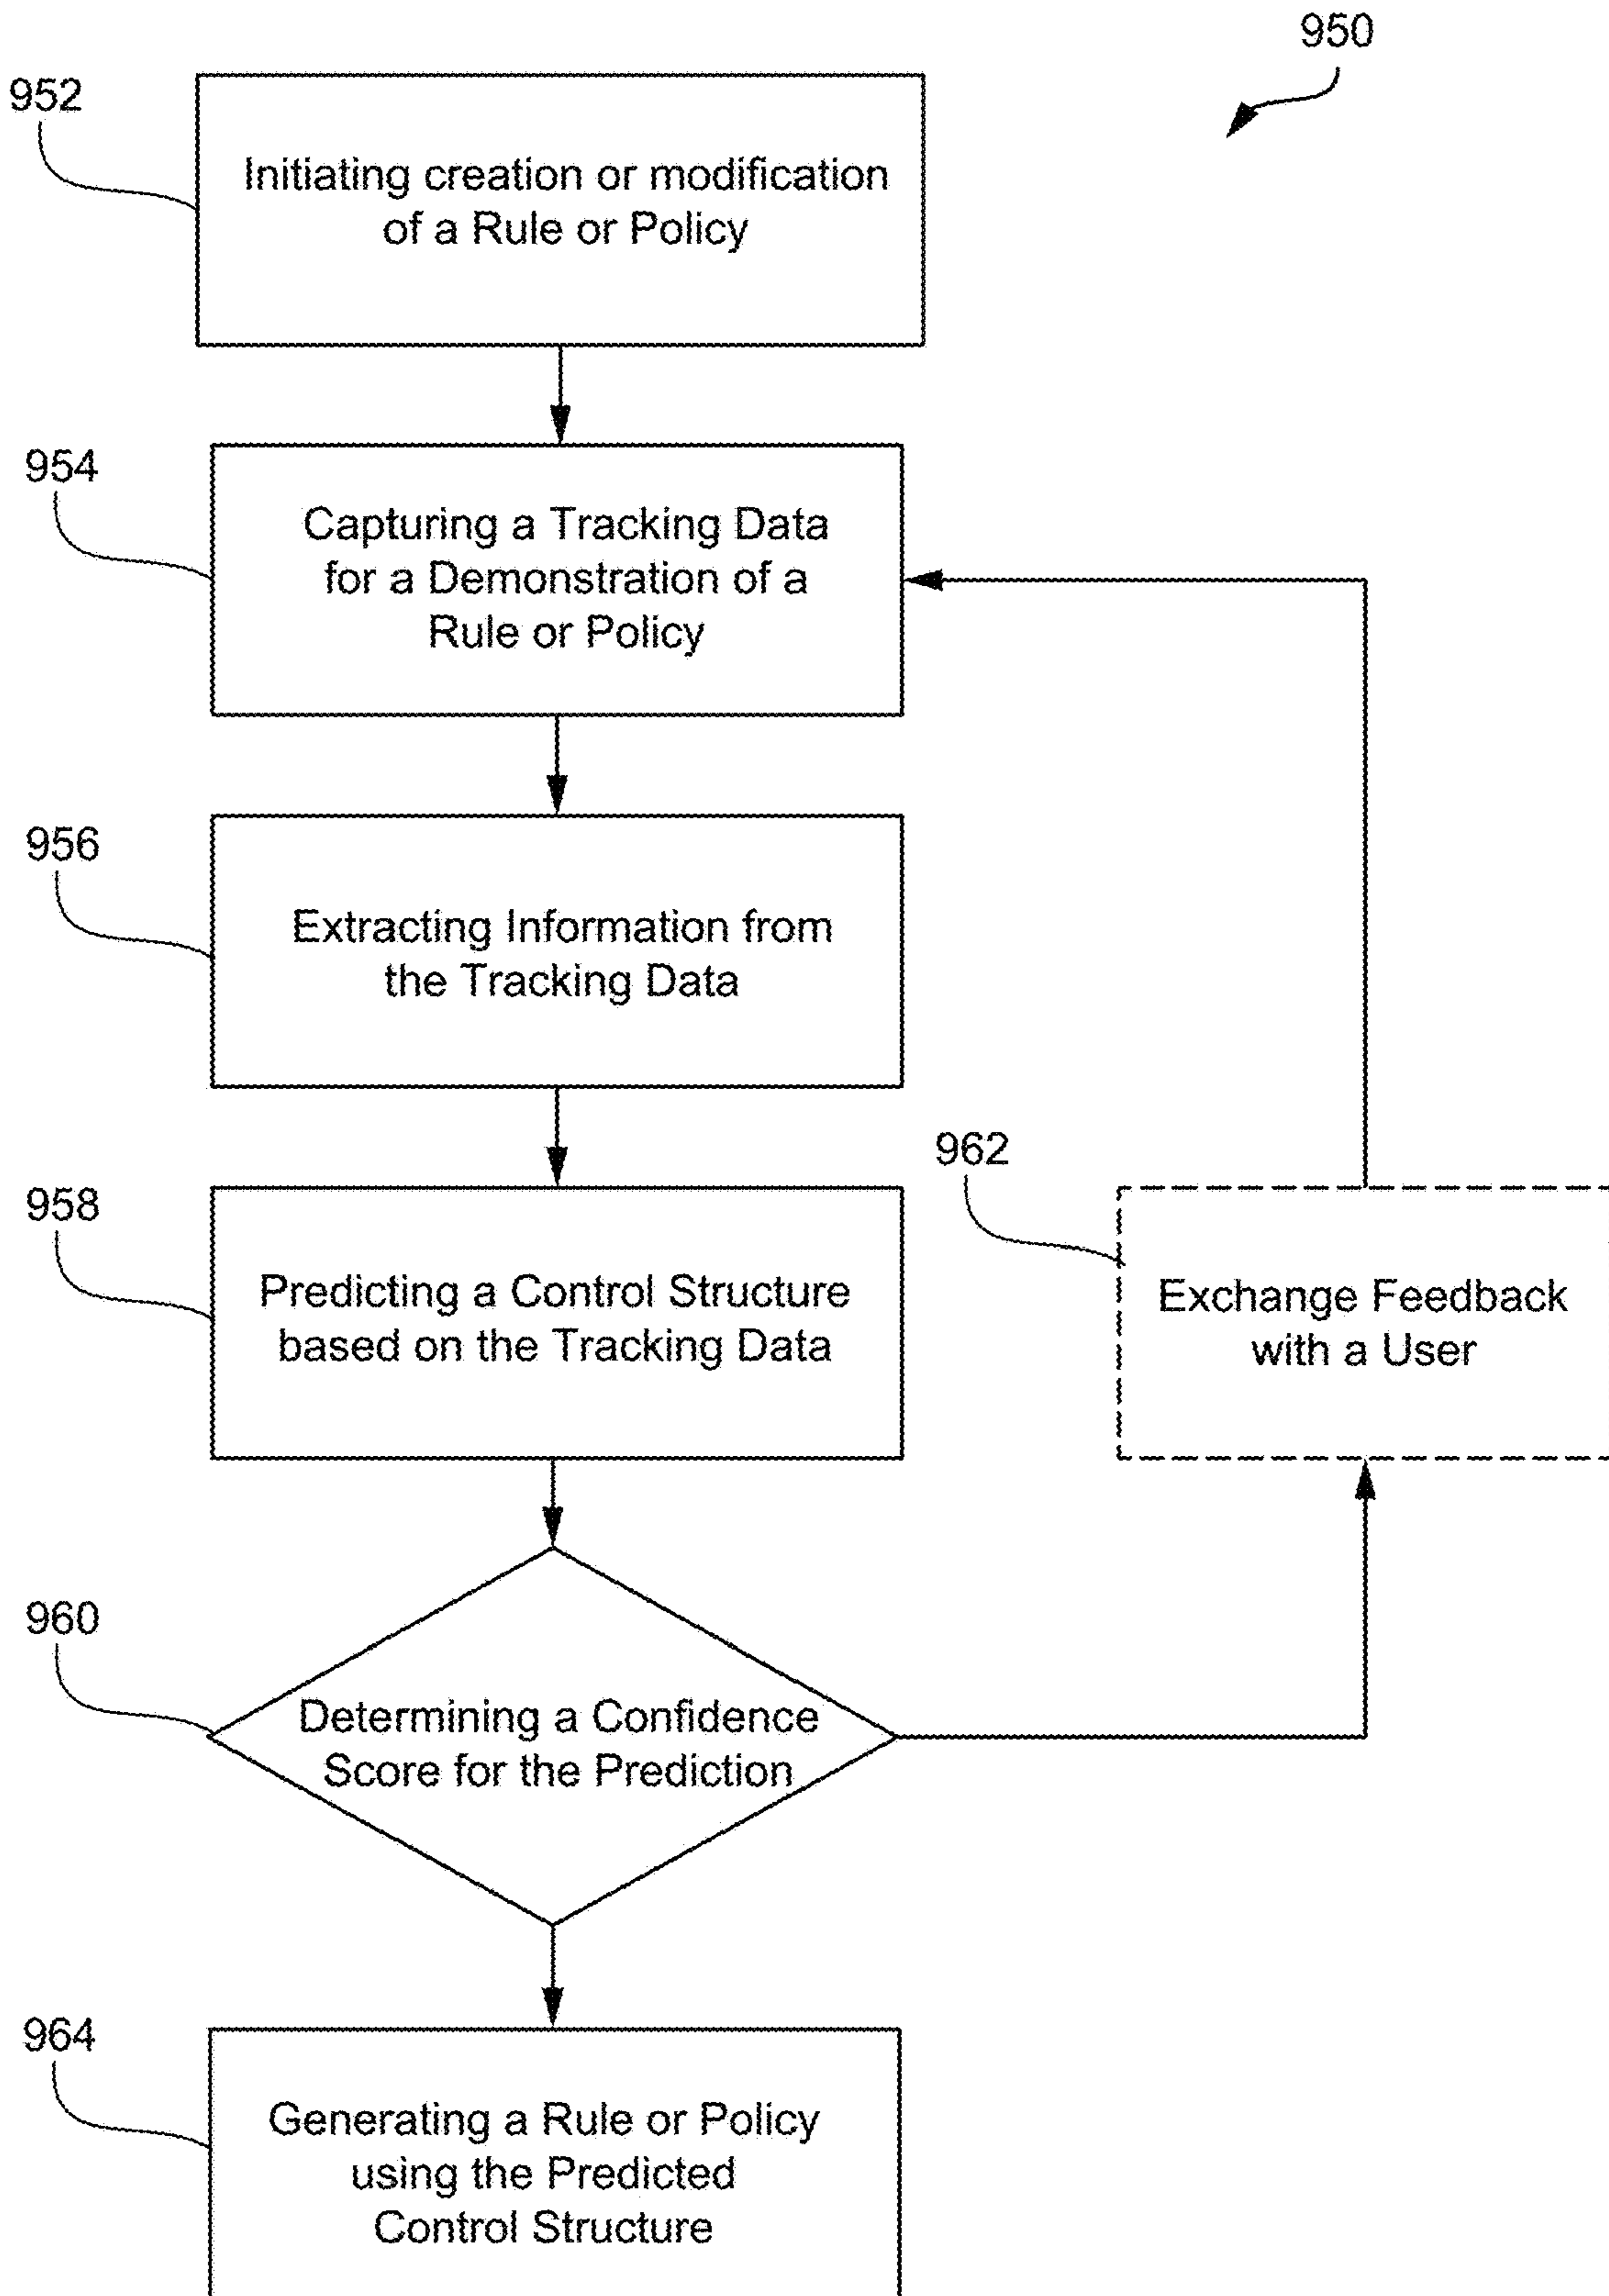 950
952
Initiating creation or modification
of a Rule or Policy
954
Capturing a Tracking Data
for a Demonstration of a
Rule or Policy
956
Extracting Information from
the Tracking Data
958
Predicting a Control Structure
based on the Tracking Data
962
Exchange Feedback
with a User
960
Determining a Confidence
Score for the Prediction
964
Generating a Rule or Policy
using the Predicted
Control Structure